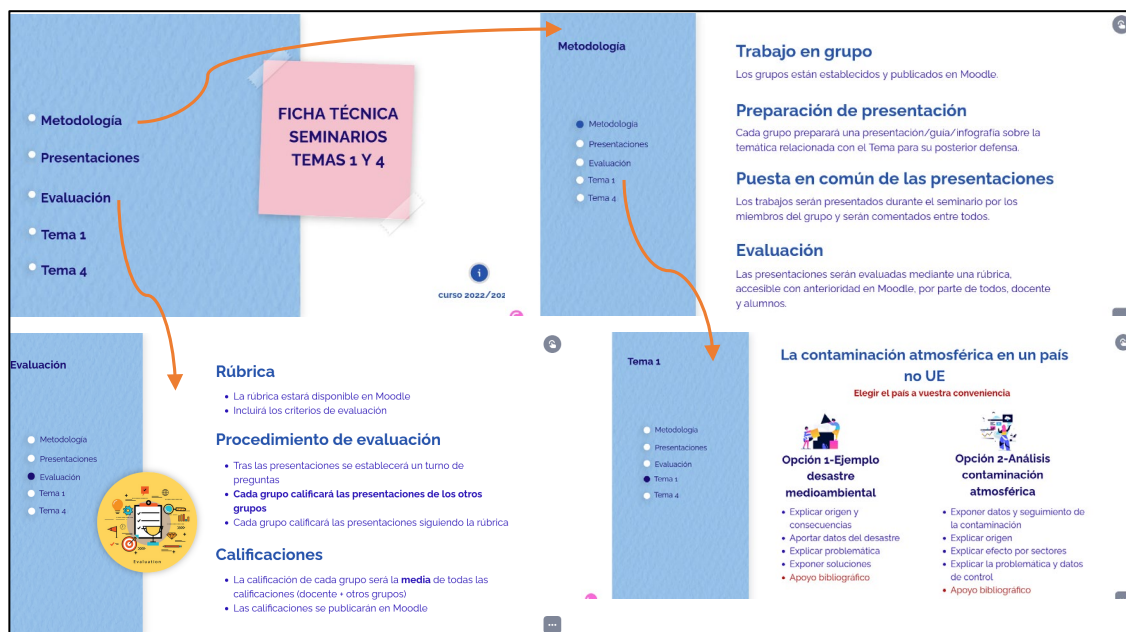 Metodología
Presentaciones
Evaluación
Tema 1
Tema 4
FICHA TÉCNICA
SEMINARIOS
TEMAS 1 Y 4
i
curso 2022/202
Metodología
Metodología
Presentaciones
Evaluación
Tema 1
Tema 4
Trabajo en grupo
Los grupos están establecidos y publicados en Moodle.
Preparación de presentación
Cada grupo preparará una presentación/guía/infografía sobre la
temática relacionada con el Tema para su posterior defensa.
Puesta en común de las presentaciones
Los trabajos serán presentados durante el seminario por los
miembros del grupo y serán comentados entre todos.
Evaluación
Las presentaciones serán evaluadas mediante una rúbrica,
accesible con anterioridad en Moodle, por parte de todos, docente
y alumnos.
Evaluación
Metodología
Presentaciones
Evaluación
Tema 1
Tema 4
Evaluation
Rúbrica
• La rúbrica estará disponible en Moodle
• Incluirá los criterios de evaluación
Procedimiento de evaluación
• Tras las presentaciones se establecerá un turno de
preguntas
• Cada grupo calificará las presentaciones de los otros
grupos
• Cada grupo calificará las presentaciones siguiendo la rúbrica
Calificaciones
• La calificación de cada grupo será la media de todas las
calificaciones (docente + otros grupos)
• Las calificaciones se publicarán en Moodle
Tema 1
Metodología
Presentaciones
Evaluación
Tema 1
Tema 4
La contaminación atmosférica en un país
no UE
Elegir el país a vuestra conveniencia
Opción 1-Ejemplo
desastre
medioambiental
• Explicar origen y
consecuencias
• Aportar datos del desastre
• Explicar problemática
• Exponer soluciones
• Apoyo bibliográfico
Opción 2-Análisis
contaminación
atmosférica
• Exponer datos y seguimiento de
la contaminación
• Explicar origen
• Explicar efecto por sectores
• Explicar la problemática y datos
de control
• Apoyo bibliográfico